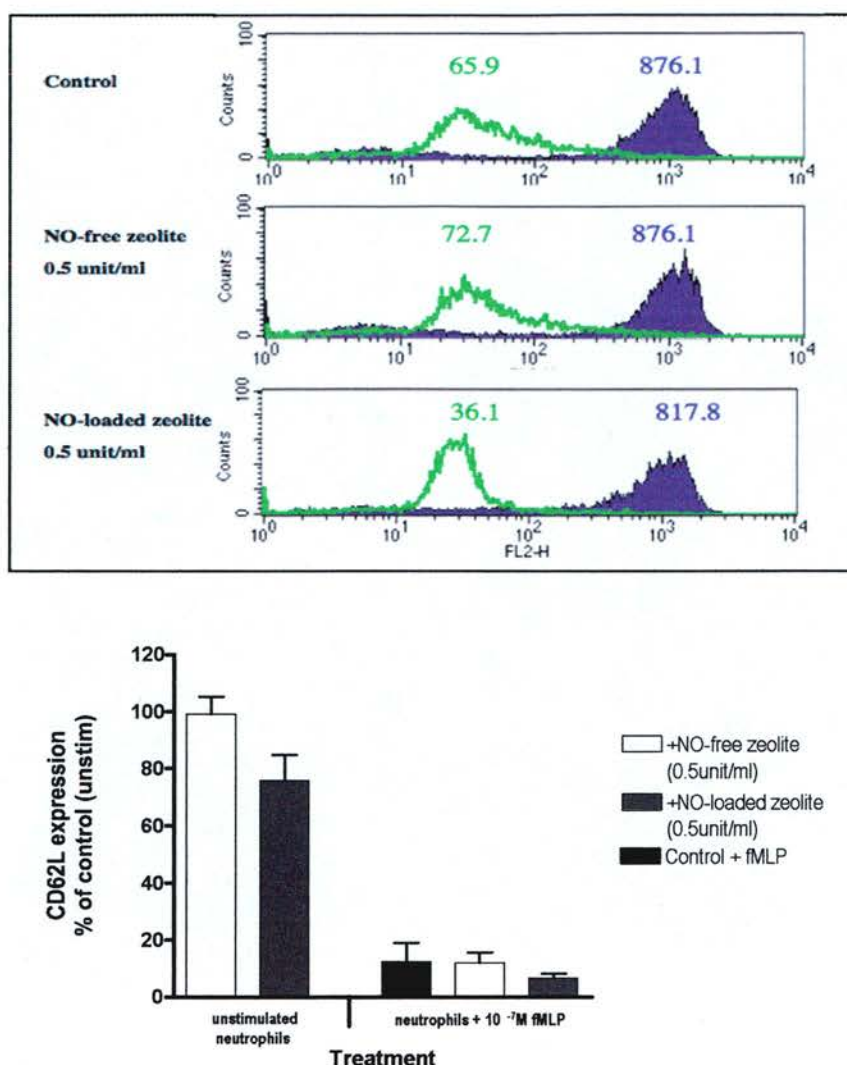 100
65.9 876.1
Control
Counts
0
10^0 10^1 10^2 10^3 10^4
100
72.7 876.1
NO-free zeolite
0.5 unit/ml
Counts
0
10^0 10^1 10^2 10^3 10^4
100
36.1 817.8
NO-loaded zeolite
0.5 unit/ml
Counts
0
10^0 10^1 10^2 10^3 10^4
FL2-H
120
100
80
60
40
20
0
CD62L expression
% of control (unstim)
+NO-free zeolite
(0.5unit/ml)
+NO-loaded zeolite
(0.5unit/ml)
Control + fMLP
unstimulated
neutrophils
neutrophils + 10 ⁻⁷M fMLP
Treatment